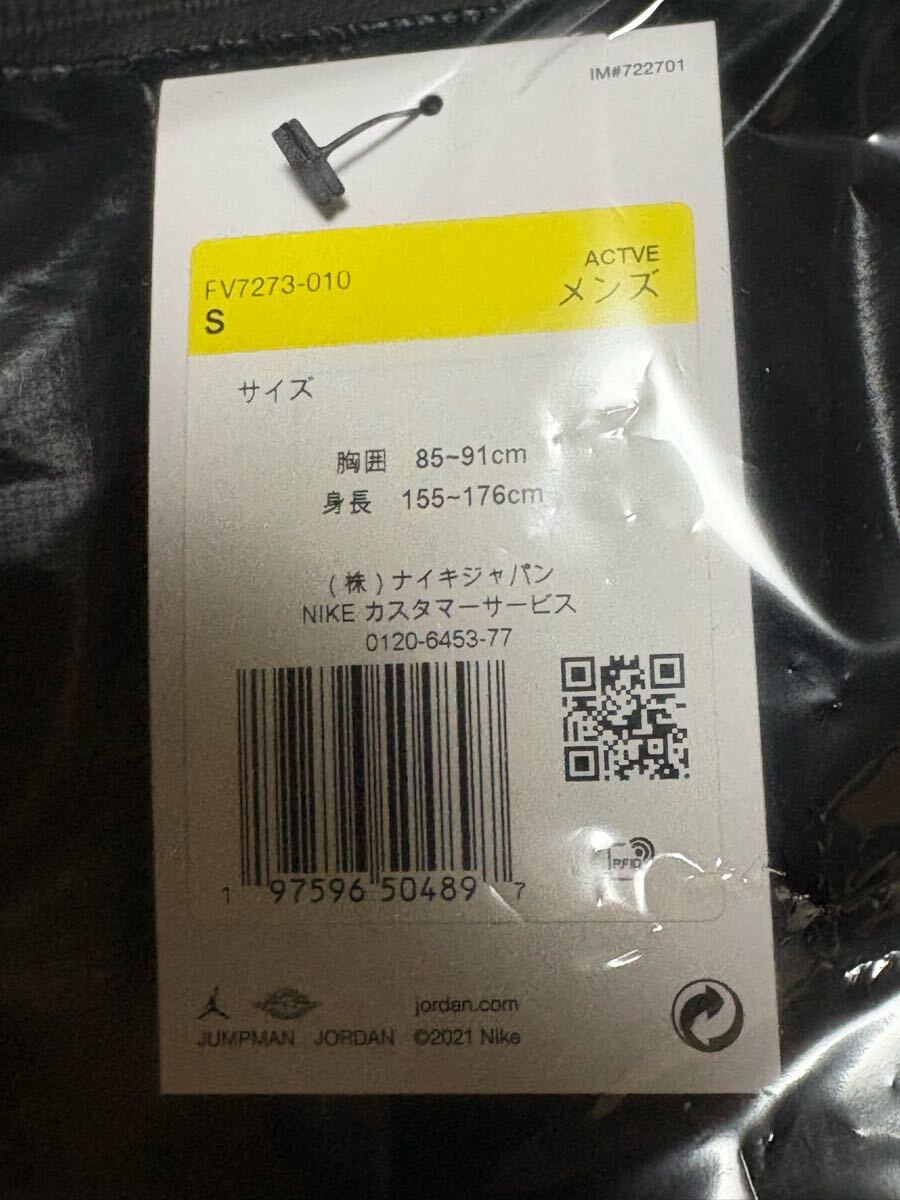 IM#722701
FV7273-010
S
ACTVE
メンズ
サイズ
胸囲 85~91cm
身長 155~176cm
(株)ナイキジャパン
NIKE カスタマーサービス
0120-6453-77
1 97596 50489 7
jordan.com
JUMPMAN JORDAN ©2021 Nike